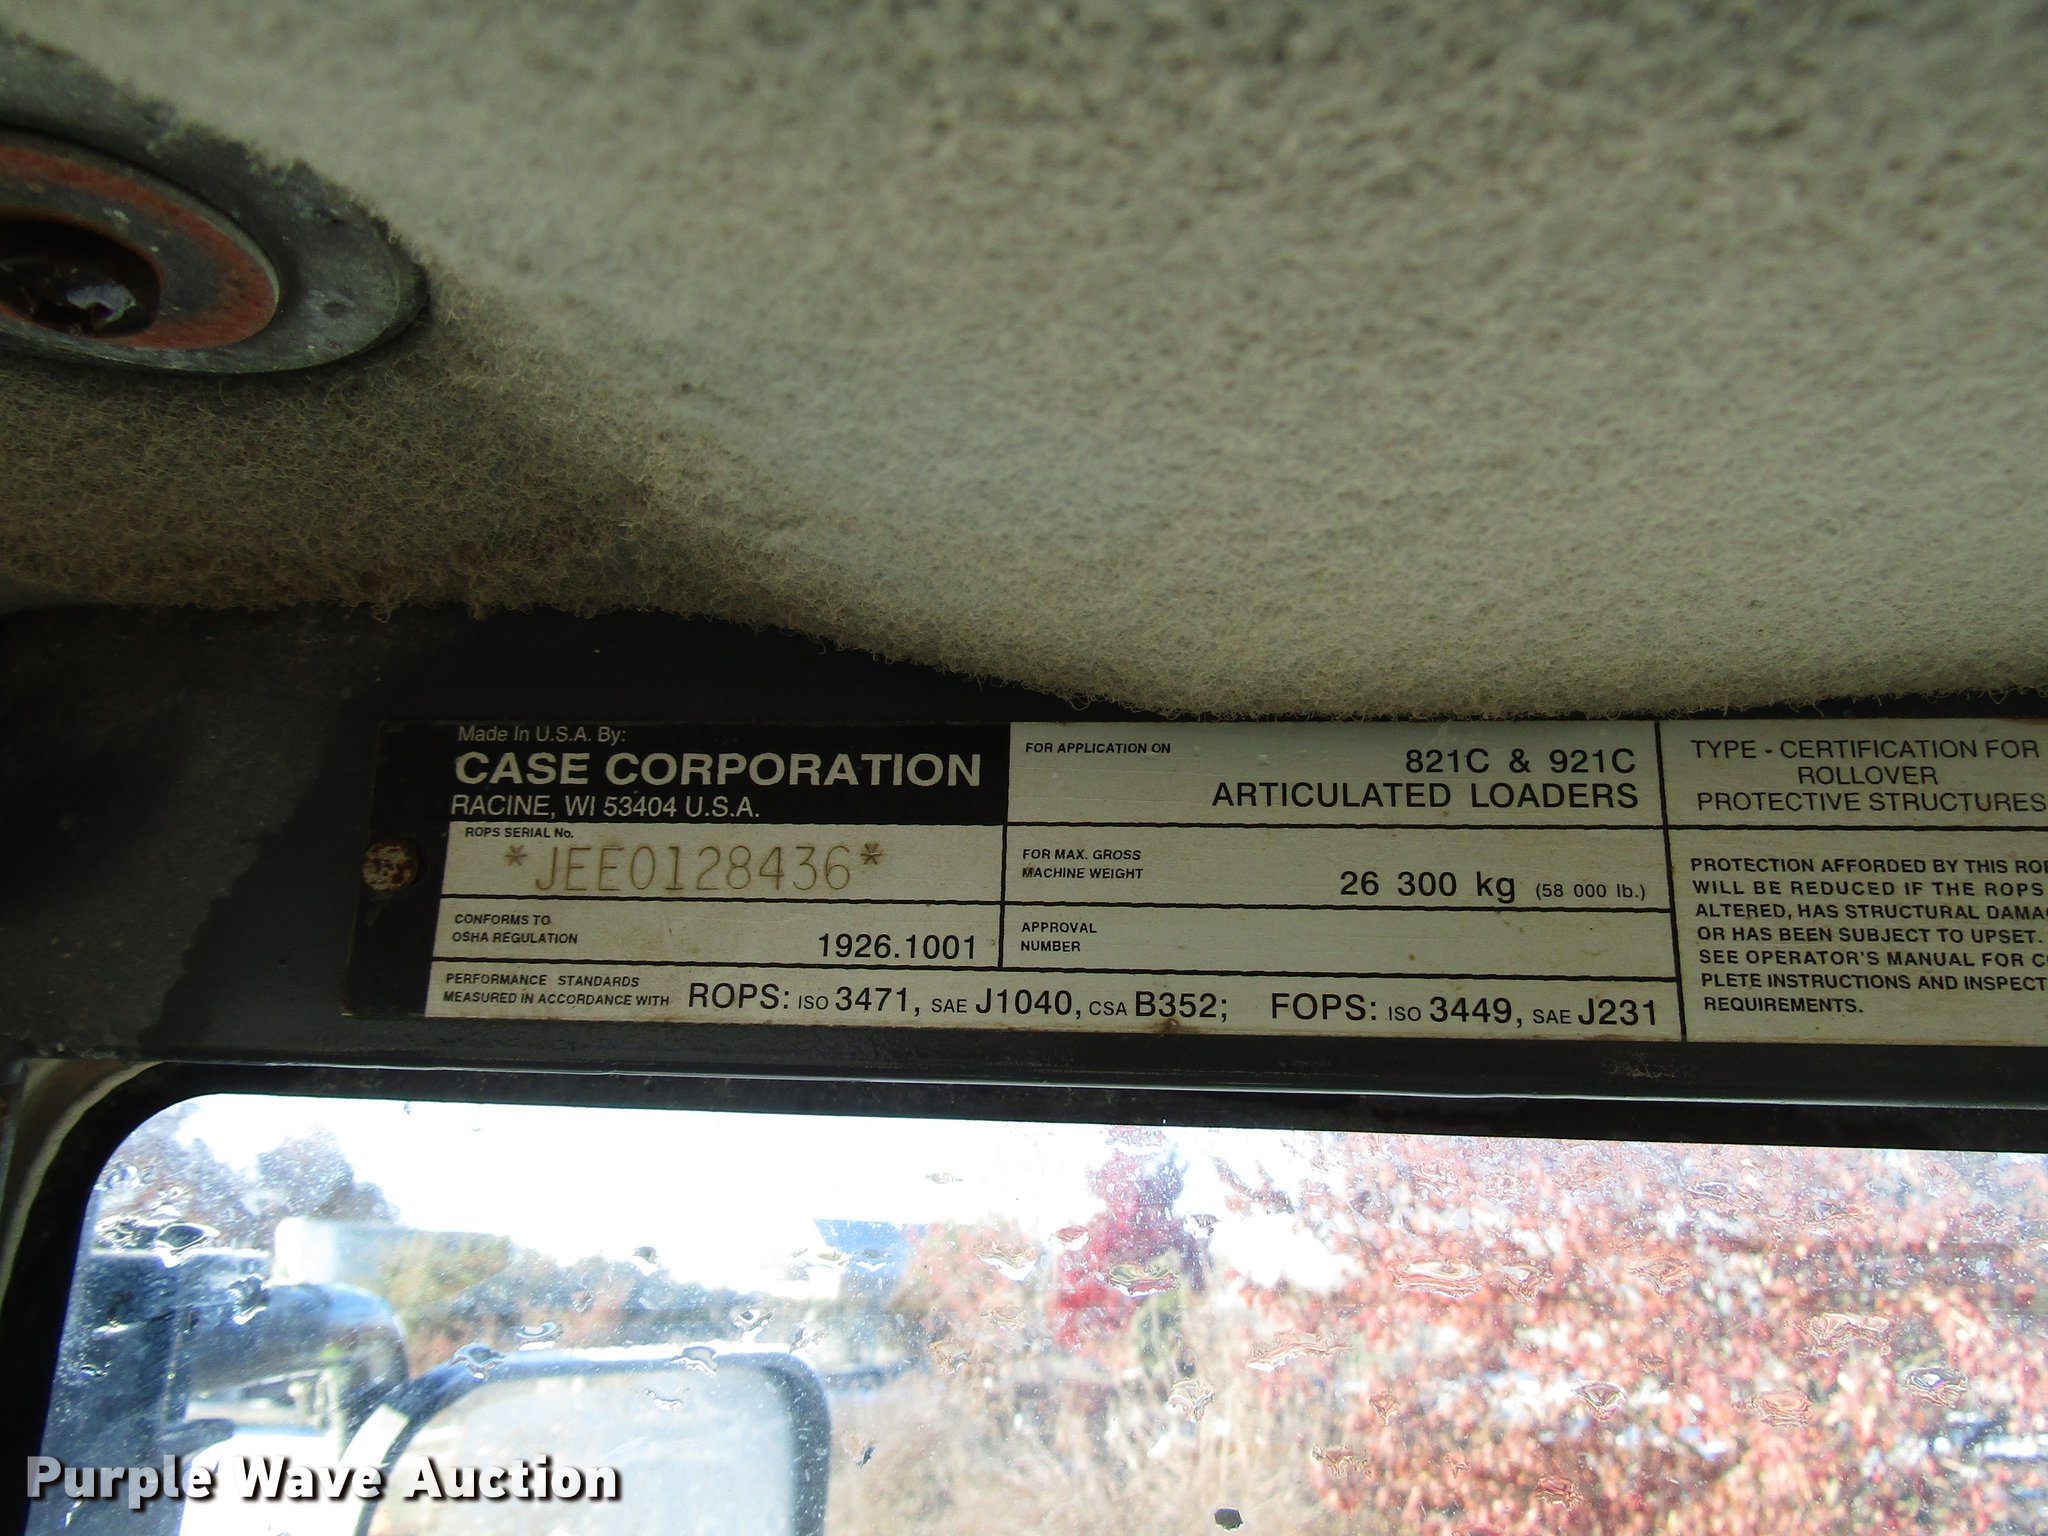 Made In U.S.A. By:
CASE CORPORATION
RACINE, WI 53404 U.S.A.
ROPS SERIAL No.
*JEE0128436*
CONFORMS TO
OSHA REGULATION
1926.1001
FOR APPLICATION ON
821C & 921C
ARTICULATED LOADERS
FOR MAX. GROSS
MACHINE WEIGHT
26 300 kg (58 000 lb.)
APPROVAL
NUMBER
PERFORMANCE STANDARDS
MEASURED IN ACCORDANCE WITH
ROPS: ISO 3471, SAE J1040, CSA B352; FOPS: ISO 3449, SAE J231
TYPE - CERTIFICATION FOR
ROLLOVER
PROTECTIVE STRUCTURES
PROTECTION AFFORDED BY THIS
WILL BE REDUCED IF THE ROPS
ALTERED, HAS STRUCTURAL
OR HAS BEEN SUBJECT TO UPSET.
SEE OPERATOR'S MANUAL FOR
PLETE INSTRUCTIONS AND
REQUIREMENTS.
Purple Wave Auction